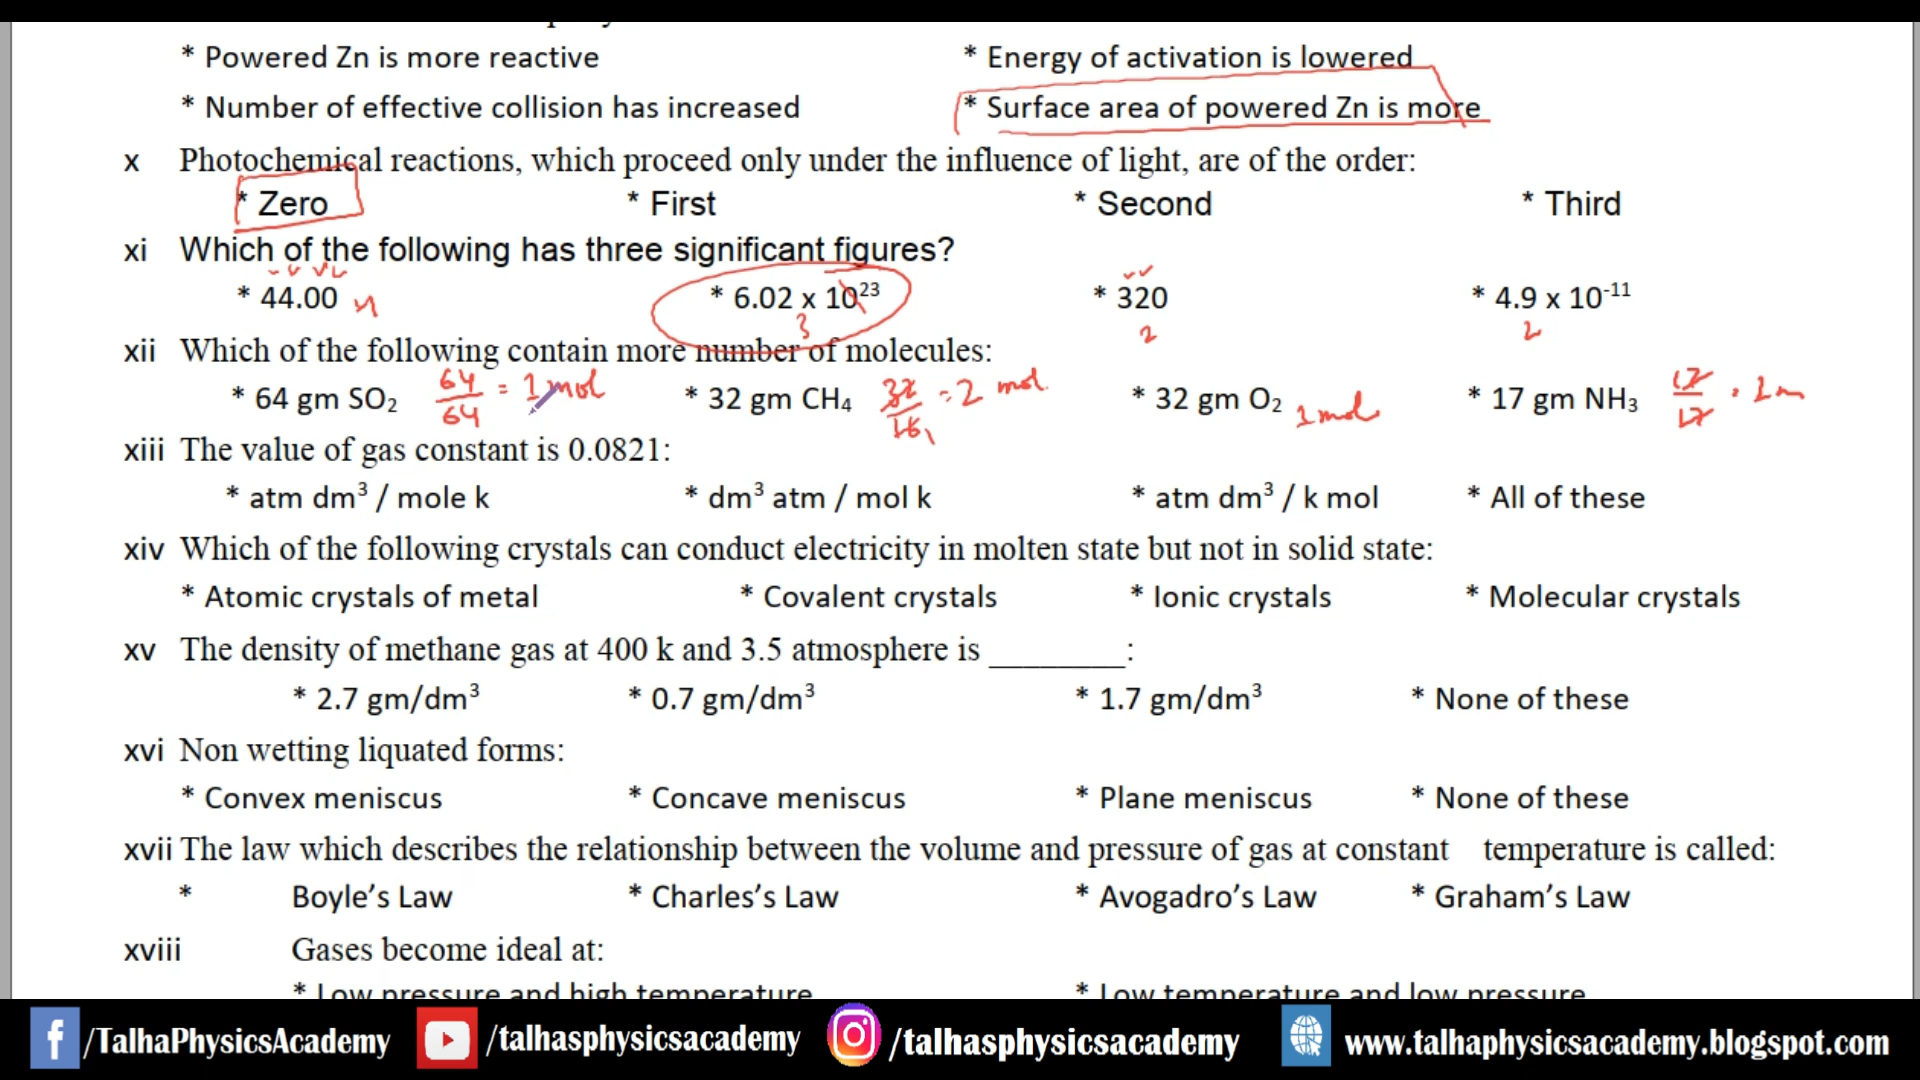 * Powered Zn is more reactive * Energy of activation is lowered
* Number of effective collision has increased * Surface area of powered Zn is more
x Photochemical reactions, which proceed only under the influence of light, are of the order:
* Zero * First * Second * Third
xi Which of the following has three significant figures?
* 44.00 * 6.02 x 10²³ * 320 * 4.9 x 10⁻¹¹
3 2 2
xii Which of the following contain more number of molecules:
* 64 gm SO₂ 64/64 = 1 mol * 32 gm CH₄ 32/16 = 2 mol * 32 gm O₂ 1 mol * 17 gm NH₃ 17/17
xiii The value of gas constant is 0.0821:
* atm dm³ / mole k * dm³ atm / mol k * atm dm³ / k mol * All of these
xiv Which of the following crystals can conduct electricity in molten state but not in solid state:
* Atomic crystals of metal * Covalent crystals * Ionic crystals * Molecular crystals
xv The density of methane gas at 400 k and 3.5 atmosphere is ________:
* 2.7 gm/dm³ * 0.7 gm/dm³ * 1.7 gm/dm³ * None of these
xvi Non wetting liquated forms:
* Convex meniscus * Concave meniscus * Plane meniscus * None of these
xvii The law which describes the relationship between the volume and pressure of gas at constant temperature is called:
* Boyle's Law * Charles's Law * Avogadro's Law * Graham's Law
xviii Gases become ideal at:
* Low pressure and high temperature * Low temperature and low pressure
/TalhaPhysicsAcademy /talhasphysicsacademy /talhasphysicsacademy www.talhaphysicsacademy.blogspot.com